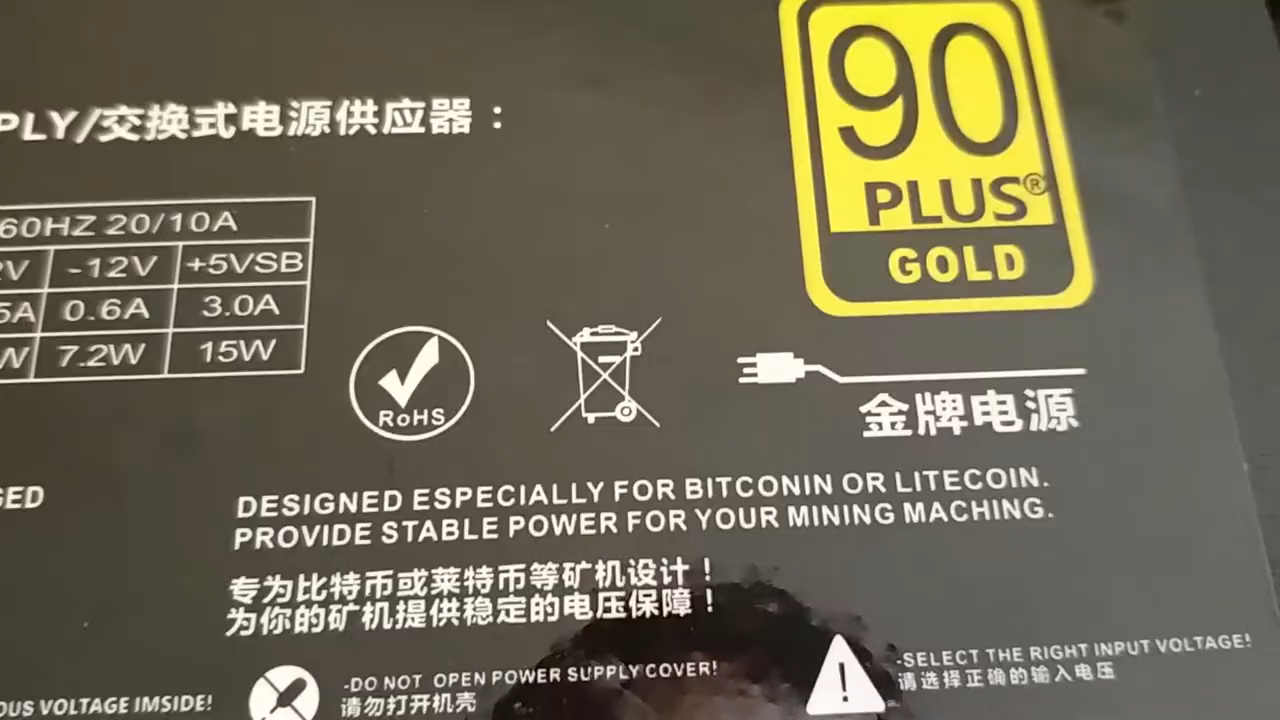 90
PLUS®
GOLD
PLY/交换式电源供应器：
60HZ 20/10A
2V -12V +5VSB
5A 0.6A 3.0A
W 7.2W 15W
RoHS
金牌电源
GED
DESIGNED ESPECIALLY FOR BITCONIN OR LITECOIN.
PROVIDE STABLE POWER FOR YOUR MINING MACHING.
专为比特币或莱特币等矿机设计！
为你的矿机提供稳定的电压保障！
-SELECT THE RIGHT INPUT VOLTAGE!
请选择正确的输入电压
-DO NOT OPEN POWER SUPPLY COVER!
请勿打开机壳
OUS VOLTAGE IMSIDE!